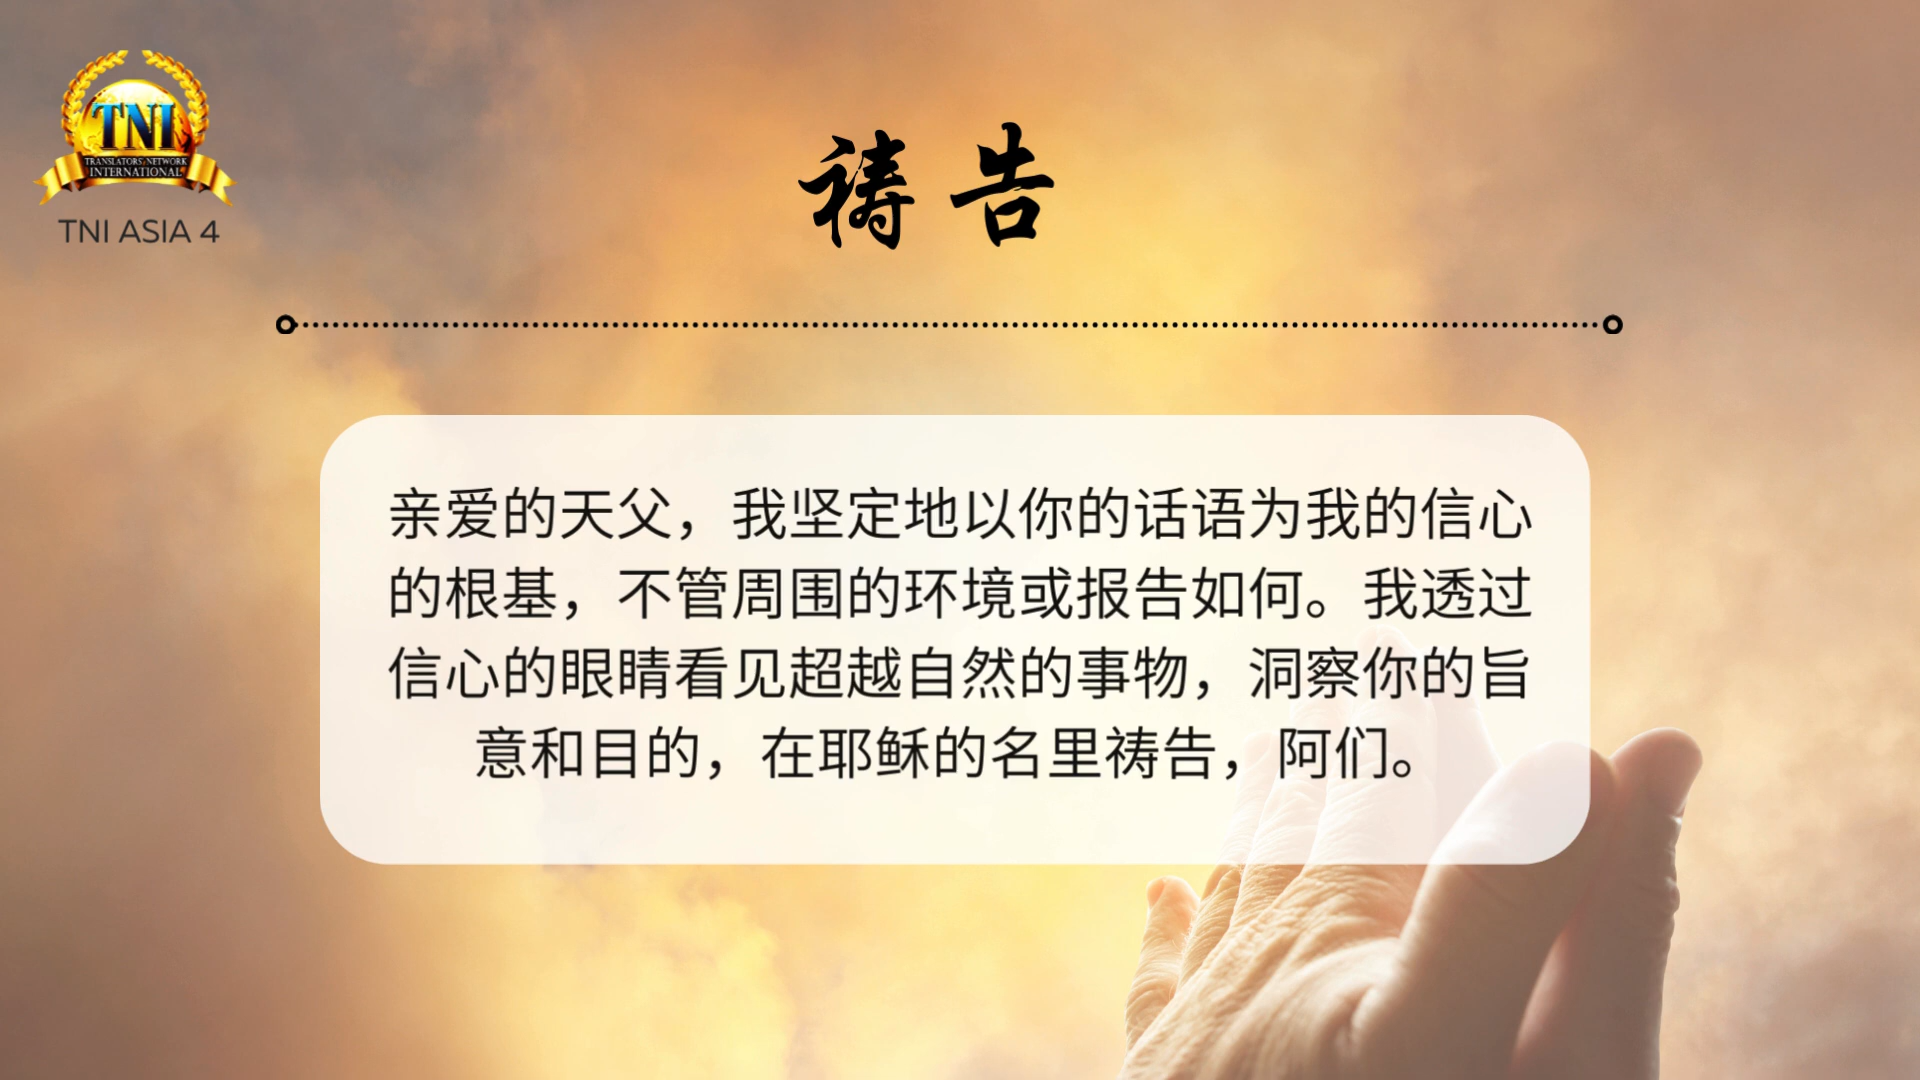 TNI
TRANSLATORS NETWORK
INTERNATIONAL
TNI ASIA 4
祷告
亲爱的天父，我坚定地以你的话语为我的信心
的根基，不管周围的环境或报告如何。我透过
信心的眼睛看见超越自然的事物，洞察你的旨
意和目的，在耶稣的名里祷告，阿们。